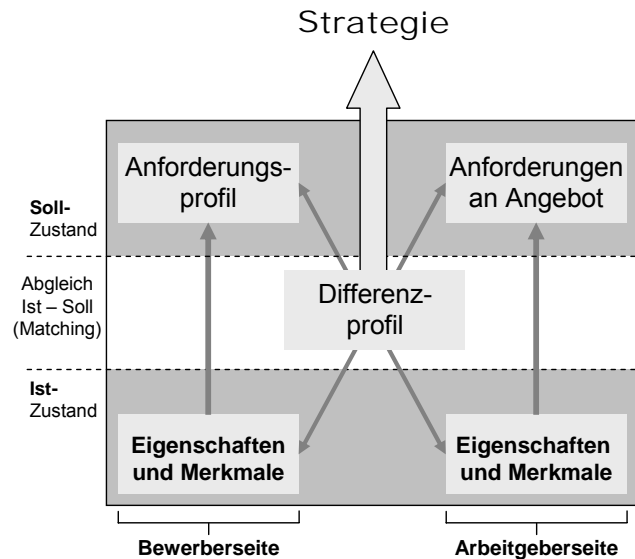 Strategie
Anforderungs-
profil
Anforderungen
an Angebot
Soll-
Zustand
Abgleich
Ist – Soll
(Matching)
Differenz-
profil
Ist-
Zustand
Eigenschaften
und Merkmale
Eigenschaften
und Merkmale
Bewerberseite
Arbeitgeberseite